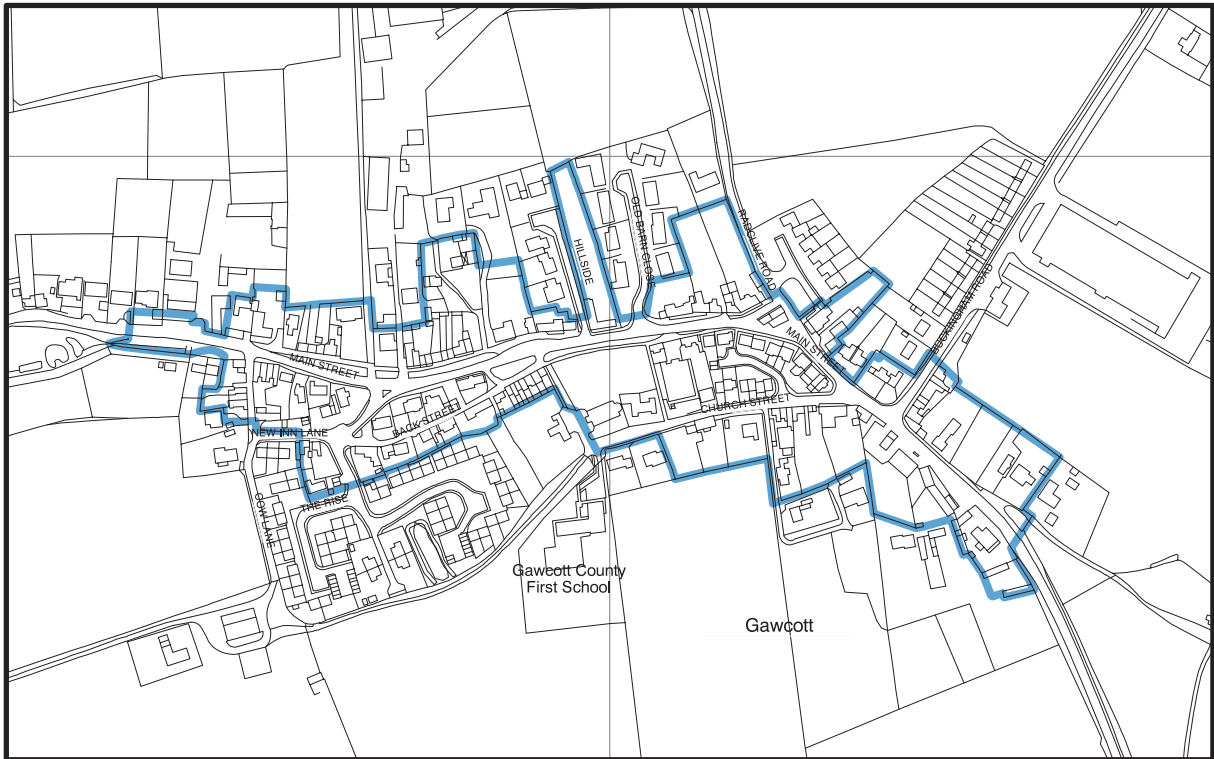 HILLSIDE
OLD BARN CLOSE
RADCLIVE ROAD
BUCKINGHAM ROAD
MAIN STREET
MAIN STREET
BACK STREET
CHURCH STREET
NEW INN LANE
THE RISE
COW LANE
Gawcott County
First School
Gawcott